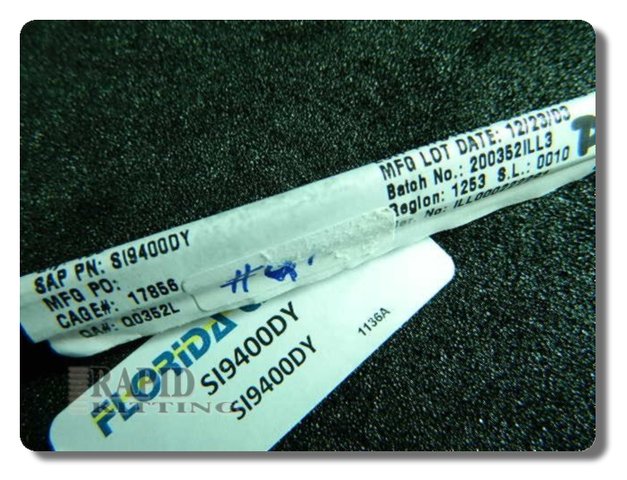 MFG LOT DATE: 12/23/03
Batch No.: 200352ILL3
Region: 1253 S.L.: 0010
SAP PN: SI9400DY
MFG PO:
CAGE#: 17856
Q0352L
FLORIDA
SI9400DY
SI9400DY
1136A
RAPID
KITTING